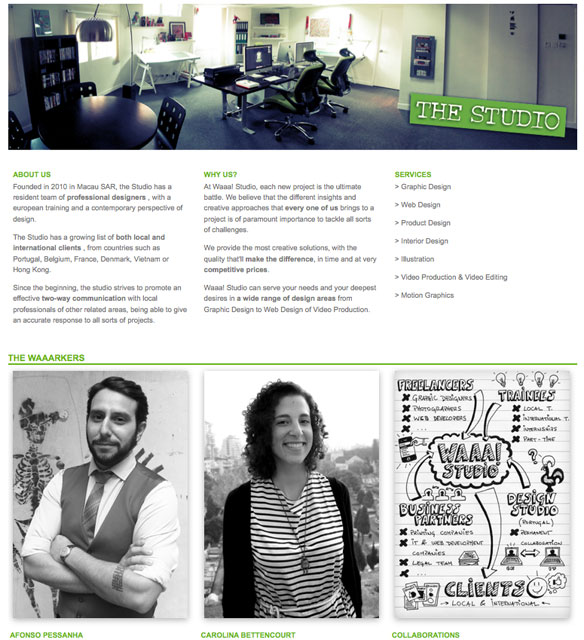 THE STUDIO
ABOUT US
Founded in 2010 in Macau SAR, the Studio has a
resident team of professional designers , with a
european training and a contemporary perspective of
design.
The Studio has a growing list of both local and
international clients , from countries such as
Portugal, Belgium, France, Denmark, Vietnam or
Hong Kong.
Since the beginning, the studio strives to promote an
effective two-way communication with local
professionals of other related areas, being able to give
an accurate response to all sorts of projects.
WHY US?
At Waaa! Studio, each new project is the ultimate
battle. We believe that the different insights and
creative approaches that every one of us brings to a
project is of paramount importance to tackle all sorts
of challenges.
We provide the most creative solutions, with the
quality that'll make the difference, in time and at very
competitive prices.
Waaa! Studio can serve your needs and your deepest
desires in a wide range of design areas from
Graphic Design to Web Design of Video Production.
SERVICES
> Graphic Design
> Web Design
> Product Design
> Interior Design
> Illustration
> Video Production & Video Editing
> Motion Graphics
THE WAAARKERS
FREELANCERS
GRAPHIC DESIGNERS
PHOTOGRAPHERS
WEB DEVELOPERS
...
TRAINEES
LOCAL T.
INTERNATIONAL T.
INTERNSHIPS
PART-TIME
WAAA!
STUDIO
BUSINESS
PARTNERS
PRINTING COMPANIES
IT & WEB DEVELOPMENT
COMPANIES
LEGAL TEAM
...
DESIGN
STUDIO
(PORTUGAL)
PERMANENT
COLLABORATION
CLIENTS
LOCAL & INTERNATIONAL
AFONSO PESSANHA
CAROLINA BETTENCOURT
COLLABORATIONS